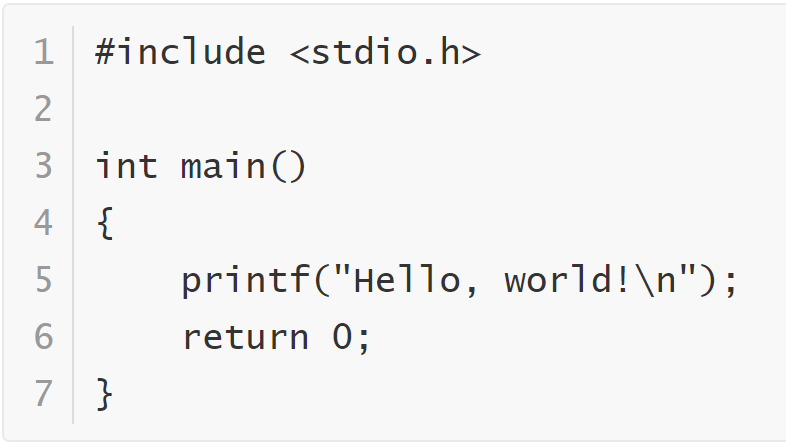 1 #include <stdio.h>
2
3 int main()
4 {
5     printf("Hello, world!\n");
6     return 0;
7 }